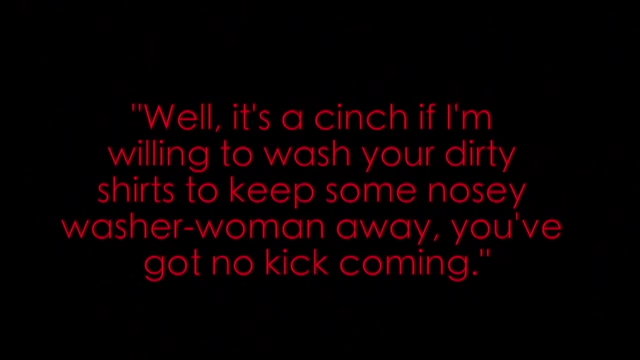 "Well, it's a cinch if I'm
willing to wash your dirty
shirts to keep some nosey
washer-woman away, you've
got no kick coming."